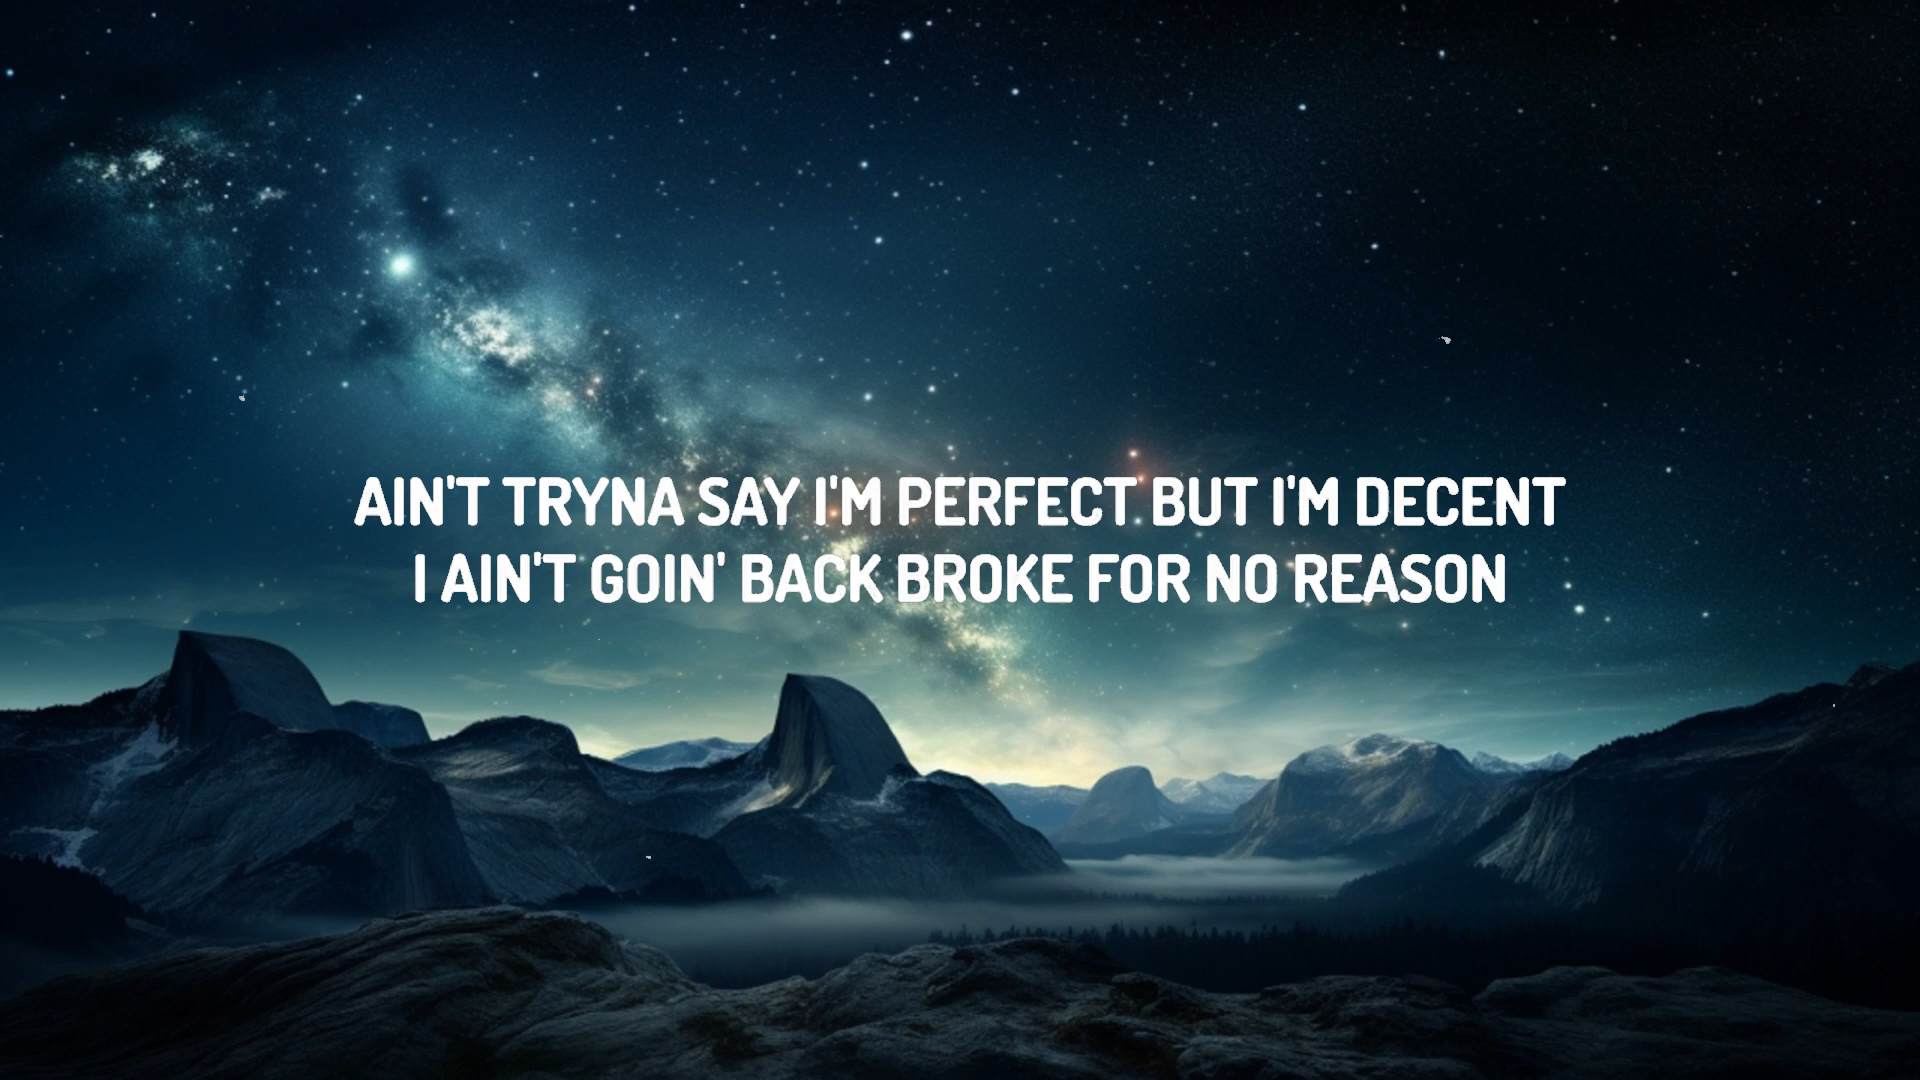 AIN'T TRYNA SAY I'M PERFECT BUT I'M DECENT
I AIN'T GOIN' BACK BROKE FOR NO REASON